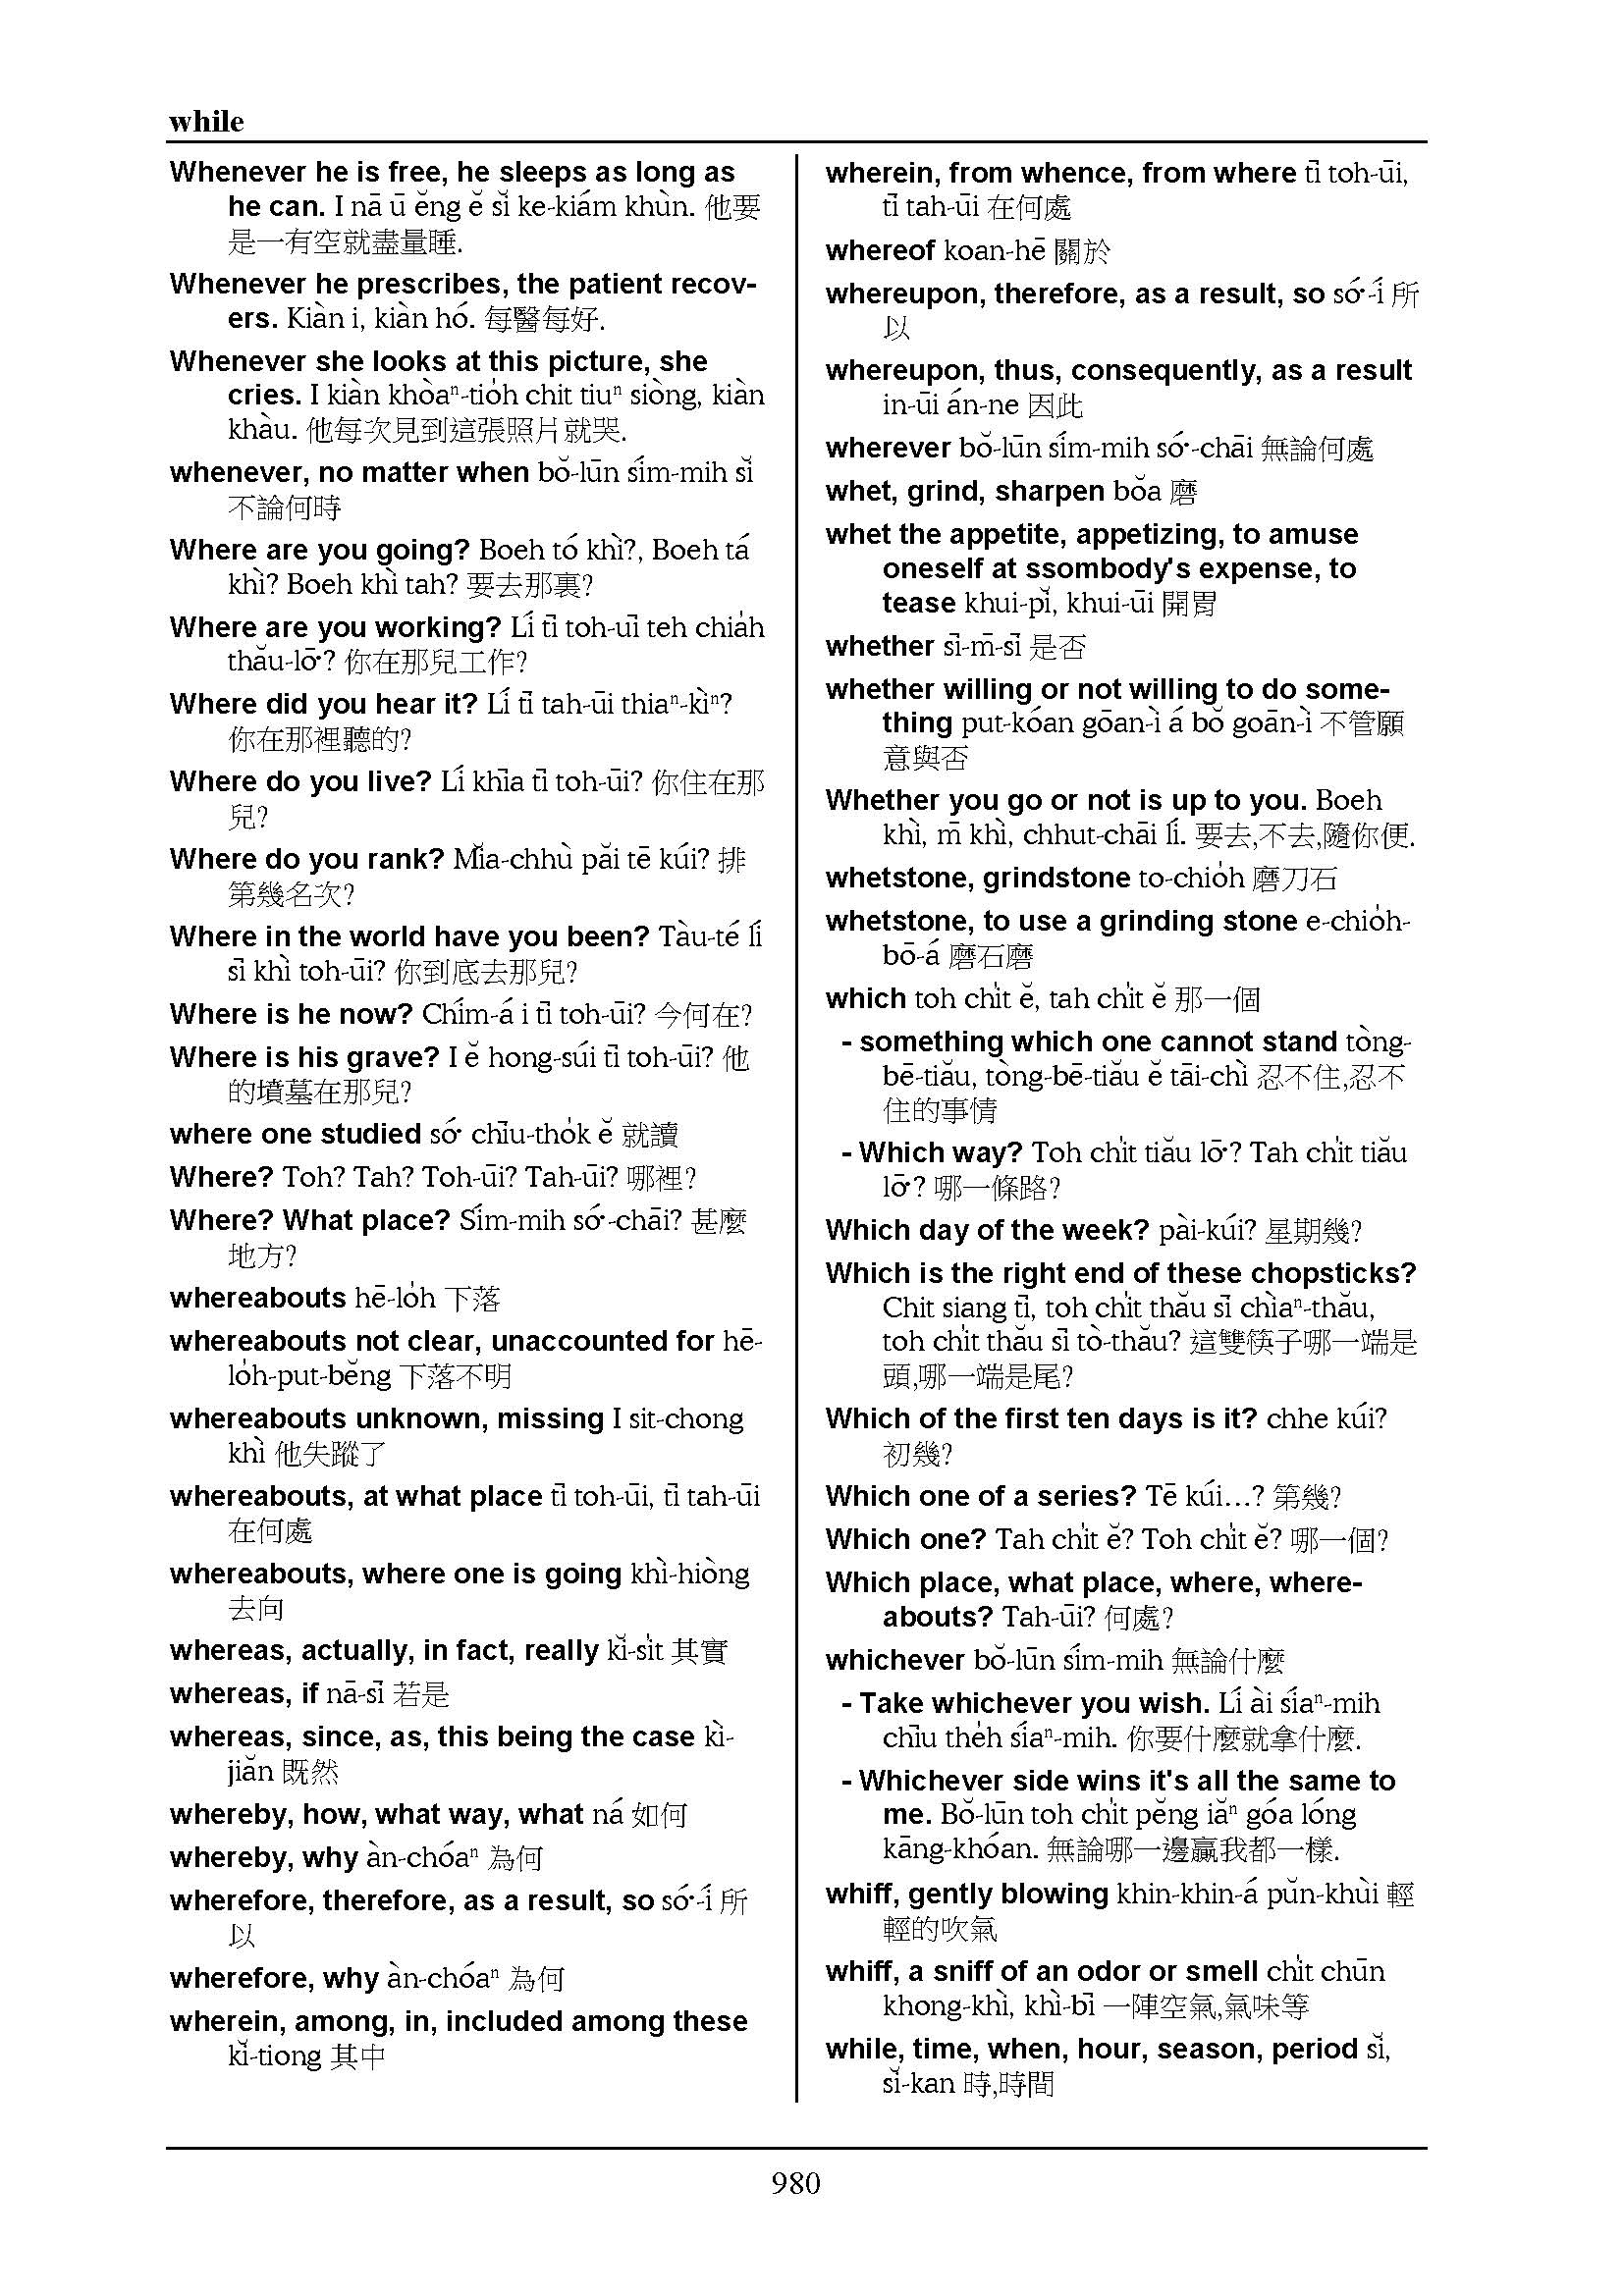 while
Whenever he is free, he sleeps as long as
he can. I nā ū ĕng ĕ sĭ ke-kiám khùn. 他要
是一有空就盡量睡.
Whenever he prescribes, the patient recov-
ers. Kiàn i, kiàn hó. 每醫每好.
Whenever she looks at this picture, she
cries. I kiàn khòaⁿ-tio̍h chit tiuⁿ siòng, kiàn
khàu. 他每次見到這張照片就哭.
whenever, no matter when bŏ-lūn sím-mih sĭ
不論何時
Where are you going? Boeh tó khì?, Boeh tá
khì? Boeh khì tah? 要去那裏?
Where are you working? Lí tī toh-uī teh chia̍h
thău-lō͘? 你在那兒工作?
Where did you hear it? Lí tī tah-ūi thiaⁿ-kìⁿ?
你在那裡聽的?
Where do you live? Lí khīa tī toh-ūi? 你住在那
兒?
Where do you rank? Mĭa-chhù păi tē kúi? 排
第幾名次?
Where in the world have you been? Tàu-té lí
sī khì toh-ūi? 你到底去那兒?
Where is he now? Chím-á i tī toh-ūi? 今何在?
Where is his grave? I ĕ hong-súi tī toh-ūi? 他
的墳墓在那兒?
where one studied só͘ chīu-tho̍k ĕ 就讀
Where? Toh? Tah? Toh-ūi? Tah-ūi? 哪裡?
Where? What place? Sím-mih só͘-chāi? 甚麼
地方?
whereabouts hē-lo̍h 下落
whereabouts not clear, unaccounted for hē-
lo̍h-put-bĕng 下落不明
whereabouts unknown, missing I sit-chong
khì 他失蹤了
whereabouts, at what place tī toh-ūi, tī tah-ūi
在何處
whereabouts, where one is going khì-hiòng
去向
whereas, actually, in fact, really kĭ-si̍t 其實
whereas, if nā-sī 若是
whereas, since, as, this being the case kì-
jiăn 既然
whereby, how, what way, what ná 如何
whereby, why àn-chóaⁿ 為何
wherefore, therefore, as a result, so só͘-í 所
以
wherefore, why àn-chóaⁿ 為何
wherein, among, in, included among these
kĭ-tiong 其中
wherein, from whence, from where tī toh-ūi,
tī tah-ūi 在何處
whereof koan-hē 關於
whereupon, therefore, as a result, so só͘-í 所
以
whereupon, thus, consequently, as a result
in-ūi án-ne 因此
wherever bŏ-lūn sím-mih só͘-chāi 無論何處
whet, grind, sharpen bŏa 磨
whet the appetite, appetizing, to amuse
oneself at ssombody's expense, to
tease khui-pĭ, khui-ūi 開胃
whether sī-m̄-sī 是否
whether willing or not willing to do some-
thing put-kóan gōan-ì á bŏ goān-ì 不管願
意與否
Whether you go or not is up to you. Boeh
khì, m̄ khì, chhut-chāi lí. 要去,不去,隨你便.
whetstone, grindstone to-chio̍h 磨刀石
whetstone, to use a grinding stone e-chio̍h-
bō-á 磨石磨
which toh chi̍t ĕ, tah chi̍t ĕ 那一個
- something which one cannot stand tòng-
bē-tiău, tòng-bē-tiău ĕ tāi-chì 忍不住,忍不
住的事情
- Which way? Toh chi̍t tiău lō͘? Tah chi̍t tiău
lō͘? 哪一條路?
Which day of the week? pài-kúi? 星期幾?
Which is the right end of these chopsticks?
Chit siang tī, toh chi̍t thău sī chìaⁿ-thău,
toh chi̍t thău sī tò-thău? 這雙筷子哪一端是
頭,哪一端是尾?
Which of the first ten days is it? chhe kúi?
初幾?
Which one of a series? Tē kúi...? 第幾?
Which one? Tah chi̍t ĕ? Toh chi̍t ĕ? 哪一個?
Which place, what place, where, where-
abouts? Tah-ūi? 何處?
whichever bŏ-lūn sím-mih 無論什麼
- Take whichever you wish. Lí ài síaⁿ-mih
chīu the̍h síaⁿ-mih. 你要什麼就拿什麼.
- Whichever side wins it's all the same to
me. Bŏ-lūn toh chi̍t pĕng iăⁿ góa lóng
kāng-khóan. 無論哪一邊贏我都一樣.
whiff, gently blowing khin-khin-á pŭn-khùi 輕
輕的吹氣
whiff, a sniff of an odor or smell chi̍t chūn
khong-khì, khì-bī 一陣空氣,氣味等
while, time, when, hour, season, period sĭ,
sĭ-kan 時,時間
980